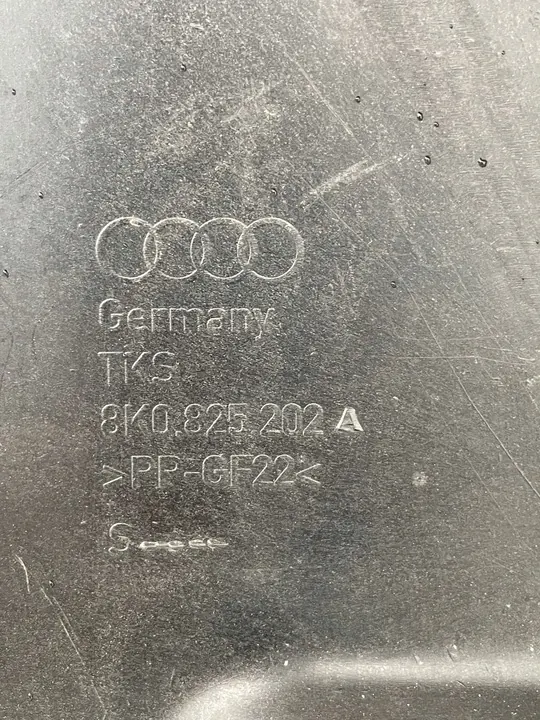 Germany
TKS
8K0.825 202 A
>PP-GF22<